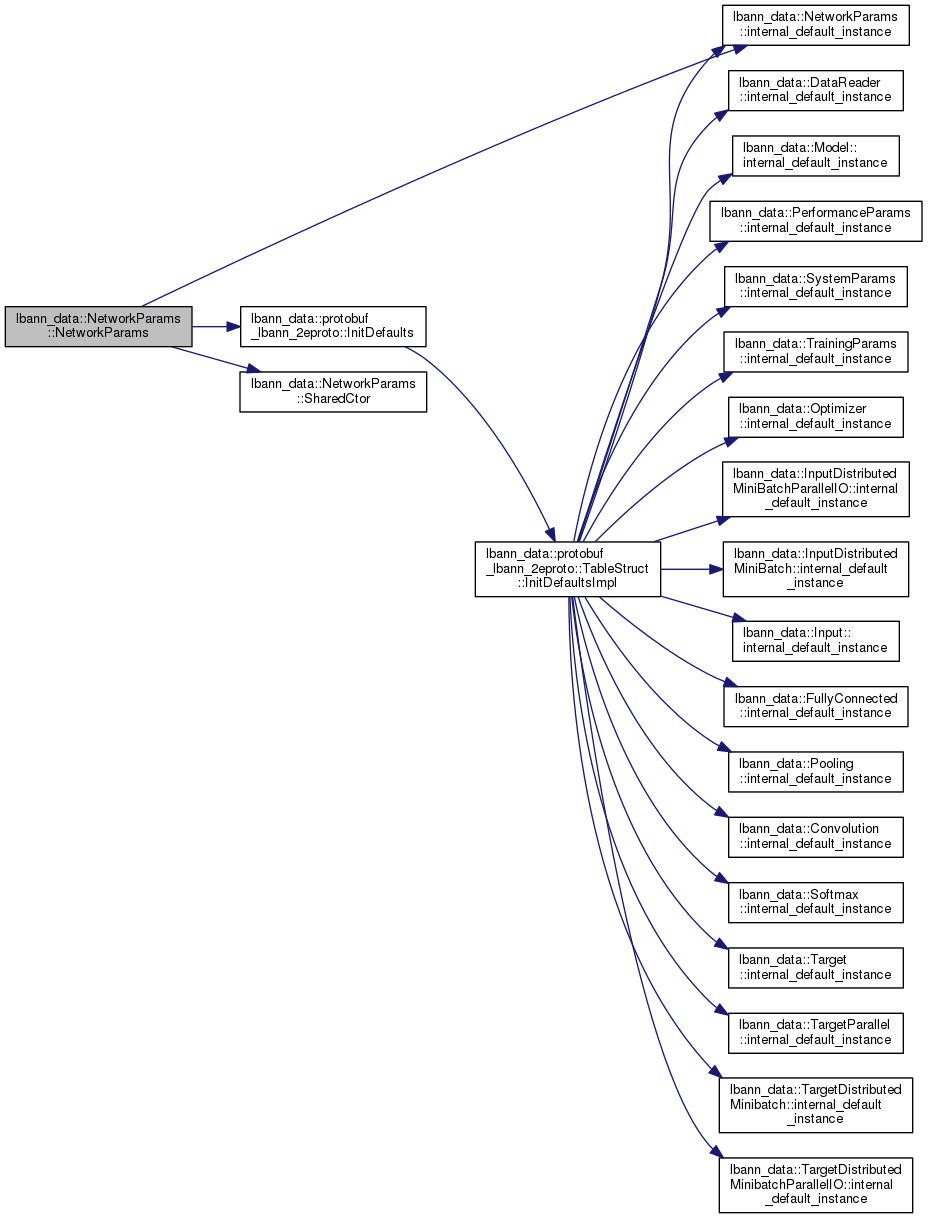 lbann_data::NetworkParams
::NetworkParams
lbann_data::protobuf
_lbann_2eproto::InitDefaults
lbann_data::NetworkParams
::SharedCtor
lbann_data::protobuf
_lbann_2eproto::TableStruct
::InitDefaultsImpl
lbann_data::NetworkParams
::internal_default_instance
lbann_data::DataReader
::internal_default_instance
lbann_data::Model::
internal_default_instance
lbann_data::PerformanceParams
::internal_default_instance
lbann_data::SystemParams
::internal_default_instance
lbann_data::TrainingParams
::internal_default_instance
lbann_data::Optimizer
::internal_default_instance
lbann_data::InputDistributed
MiniBatchParallelIO::internal
_default_instance
lbann_data::InputDistributed
MiniBatch::internal_default
_instance
lbann_data::Input::
internal_default_instance
lbann_data::FullyConnected
::internal_default_instance
lbann_data::Pooling
::internal_default_instance
lbann_data::Convolution
::internal_default_instance
lbann_data::Softmax
::internal_default_instance
lbann_data::Target
::internal_default_instance
lbann_data::TargetParallel
::internal_default_instance
lbann_data::TargetDistributed
Minibatch::internal_default
_instance
lbann_data::TargetDistributed
MinibatchParallelIO::internal
_default_instance